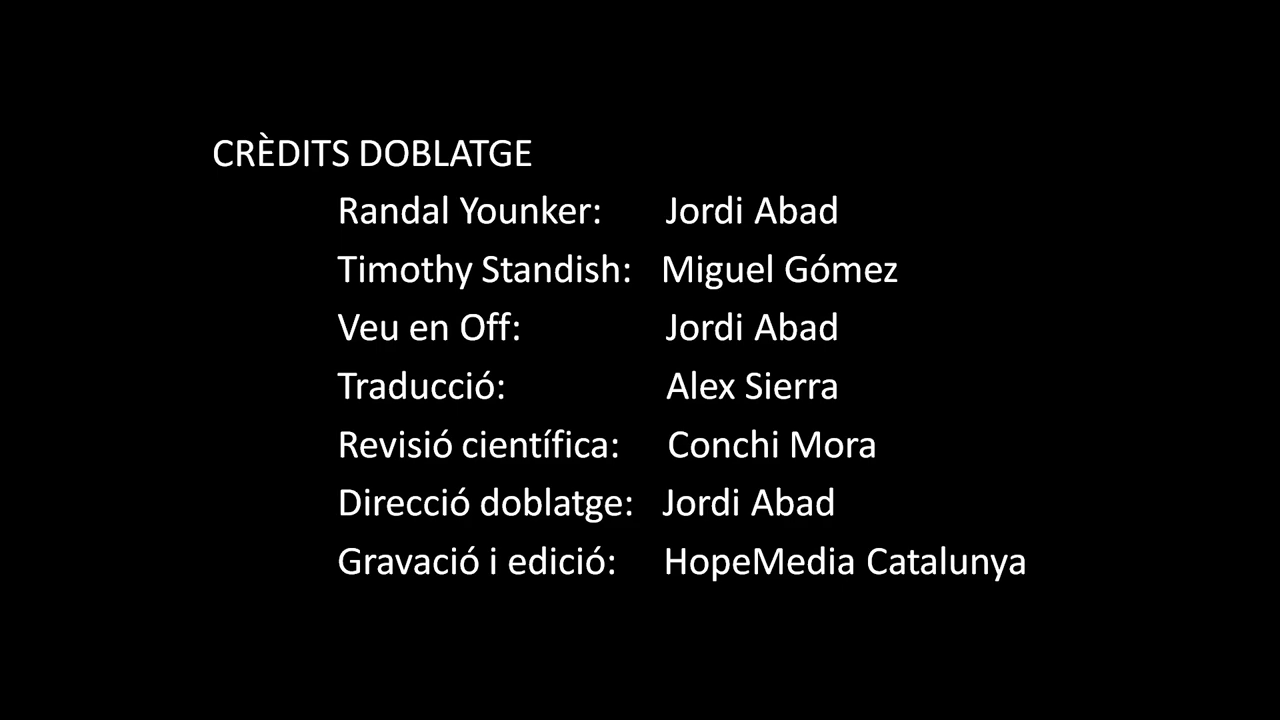 CRÈDITS DOBLATGE
Randal Younker: Jordi Abad
Timothy Standish: Miguel Gómez
Veu en Off: Jordi Abad
Traducció: Alex Sierra
Revisió científica: Conchi Mora
Direcció doblatge: Jordi Abad
Gravació i edició: HopeMedia Catalunya